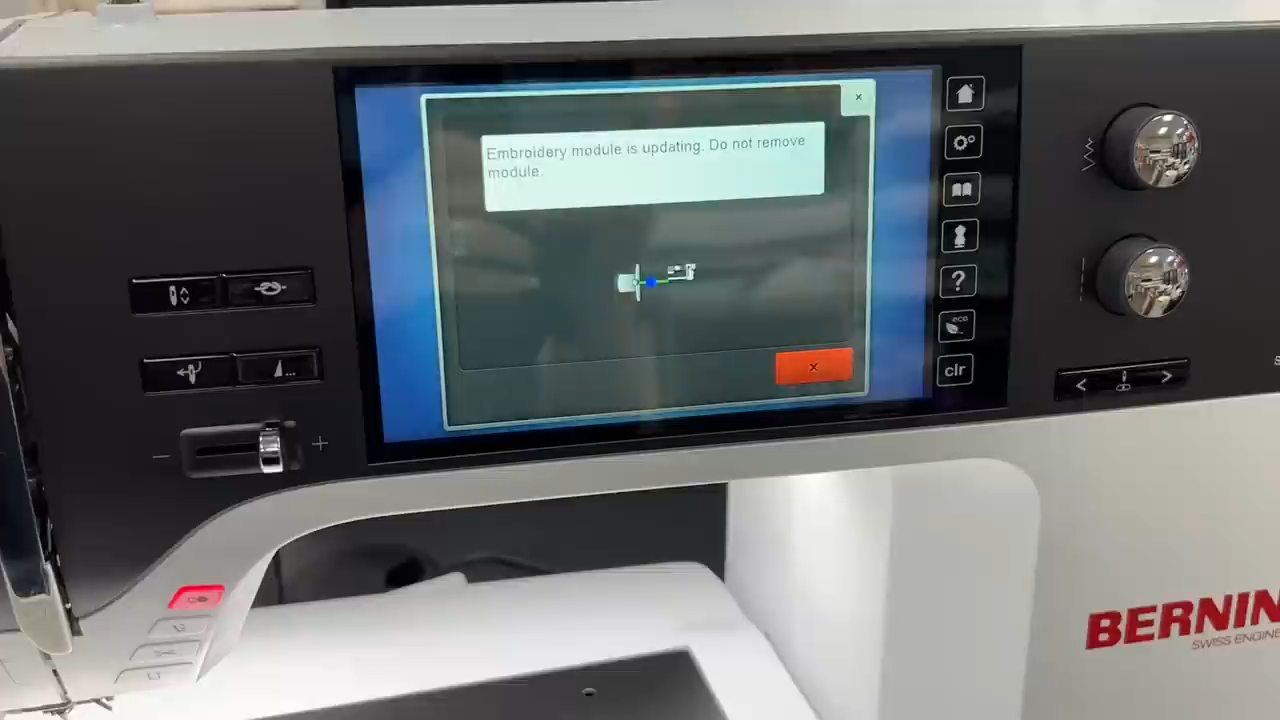 Embroidery module is updating. Do not remove
module.
?
eco
clr
BERNIN
SWISS ENGINE